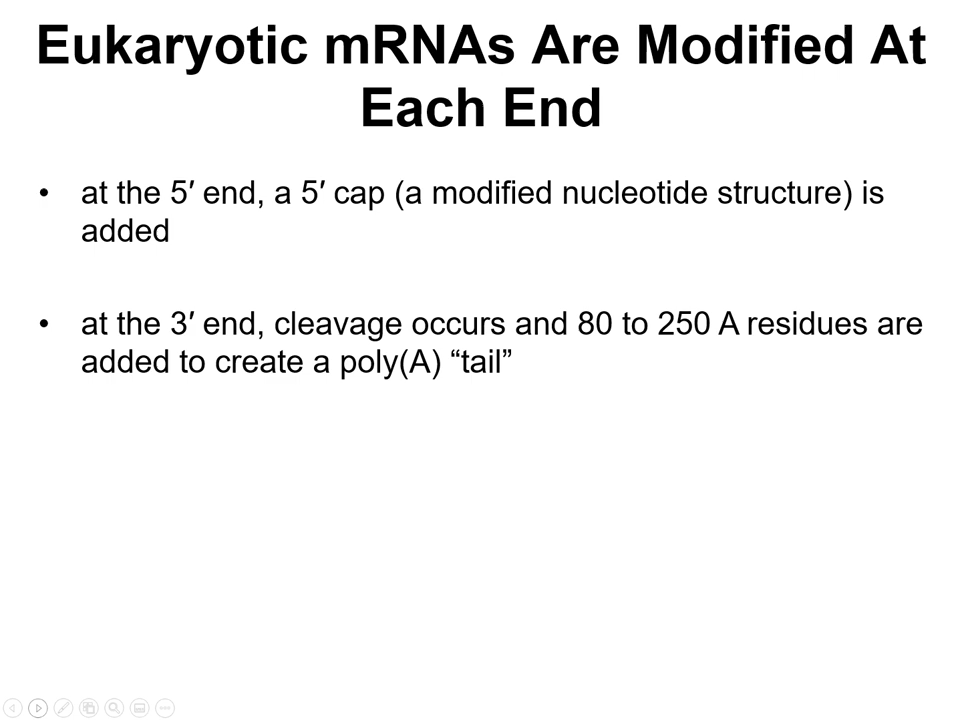 Eukaryotic mRNAs Are Modified At
Each End
• at the 5′ end, a 5′ cap (a modified nucleotide structure) is
added
• at the 3′ end, cleavage occurs and 80 to 250 A residues are
added to create a poly(A) “tail”